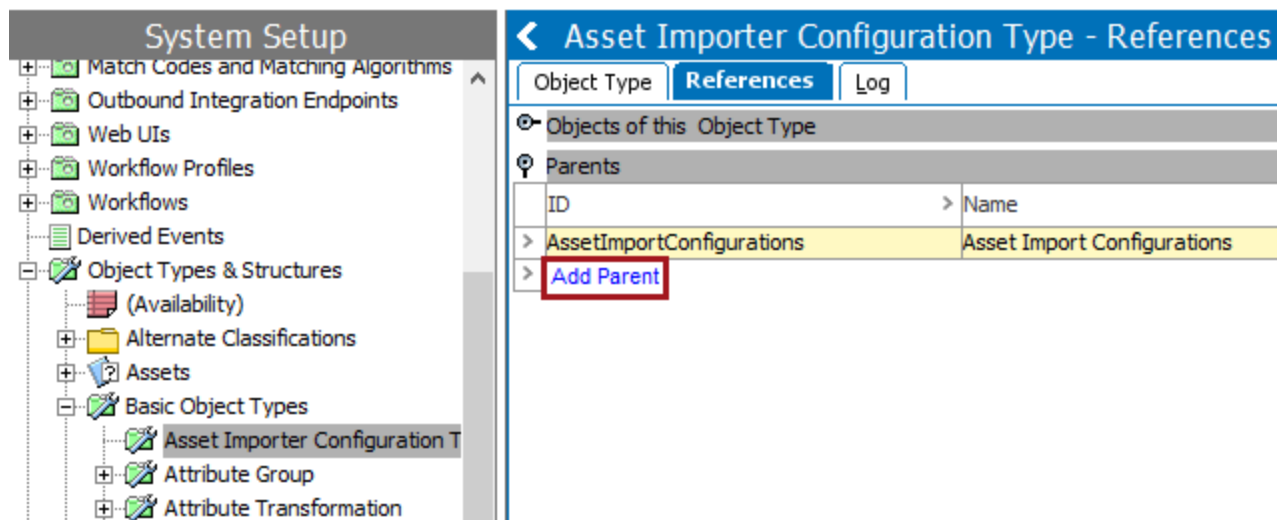 System Setup
Match Codes and Matching Algorithms
Outbound Integration Endpoints
Web UIs
Workflow Profiles
Workflows
Derived Events
Object Types & Structures
(Availability)
Alternate Classifications
Assets
Basic Object Types
Asset Importer Configuration T
Attribute Group
Attribute Transformation
Asset Importer Configuration Type - References
Object Type References Log
Objects of this Object Type
Parents
ID > Name
> AssetImportConfigurations Asset Import Configurations
> Add Parent